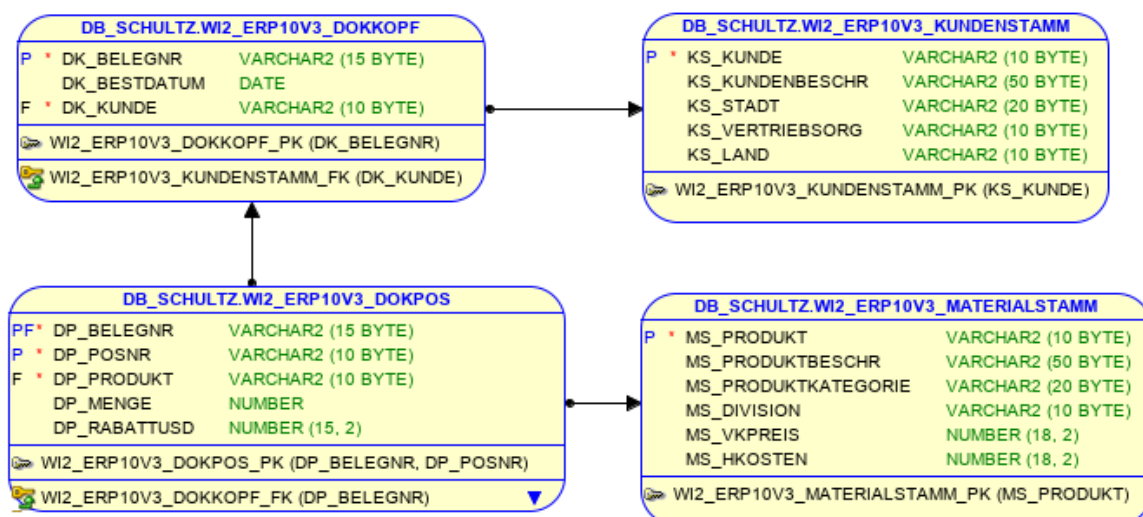 DB_SCHULTZ.WI2_ERP10V3_DOKKOPF
P * DK_BELEGNR VARCHAR2 (15 BYTE)
DK_BESTDATUM DATE
F * DK_KUNDE VARCHAR2 (10 BYTE)
WI2_ERP10V3_DOKKOPF_PK (DK_BELEGNR)
WI2_ERP10V3_KUNDENSTAMM_FK (DK_KUNDE)
DB_SCHULTZ.WI2_ERP10V3_KUNDENSTAMM
P * KS_KUNDE VARCHAR2 (10 BYTE)
KS_KUNDENBESCHR VARCHAR2 (50 BYTE)
KS_STADT VARCHAR2 (20 BYTE)
KS_VERTRIEBSORG VARCHAR2 (10 BYTE)
KS_LAND VARCHAR2 (10 BYTE)
WI2_ERP10V3_KUNDENSTAMM_PK (KS_KUNDE)
DB_SCHULTZ.WI2_ERP10V3_DOKPOS
PF* DP_BELEGNR VARCHAR2 (15 BYTE)
P * DP_POSNR VARCHAR2 (10 BYTE)
F * DP_PRODUKT VARCHAR2 (10 BYTE)
DP_MENGE NUMBER
DP_RABATTUSD NUMBER (15, 2)
WI2_ERP10V3_DOKPOS_PK (DP_BELEGNR, DP_POSNR)
WI2_ERP10V3_DOKKOPF_FK (DP_BELEGNR)
DB_SCHULTZ.WI2_ERP10V3_MATERIALSTAMM
P * MS_PRODUKT VARCHAR2 (10 BYTE)
MS_PRODUKTBESCHR VARCHAR2 (50 BYTE)
MS_PRODUKTKATEGORIE VARCHAR2 (20 BYTE)
MS_DIVISION VARCHAR2 (10 BYTE)
MS_VKPREIS NUMBER (18, 2)
MS_HKOSTEN NUMBER (18, 2)
WI2_ERP10V3_MATERIALSTAMM_PK (MS_PRODUKT)